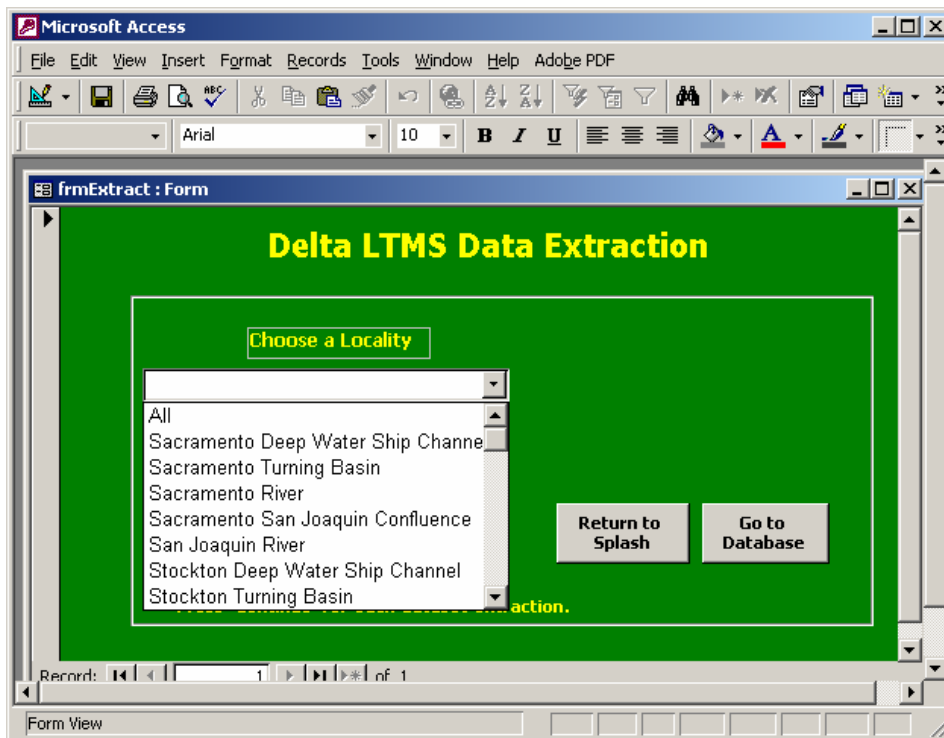 Microsoft Access
File Edit View Insert Format Records Tools Window Help Adobe PDF
Arial 10 B I U A
frmExtract : Form
Delta LTMS Data Extraction
Choose a Locality
All
Sacramento Deep Water Ship Channe
Sacramento Turning Basin
Sacramento River
Sacramento San Joaquin Confluence
San Joaquin River
Stockton Deep Water Ship Channel
Stockton Turning Basin
Return to Splash
Go to Database
extraction.
Record: 1 of 1
Form View